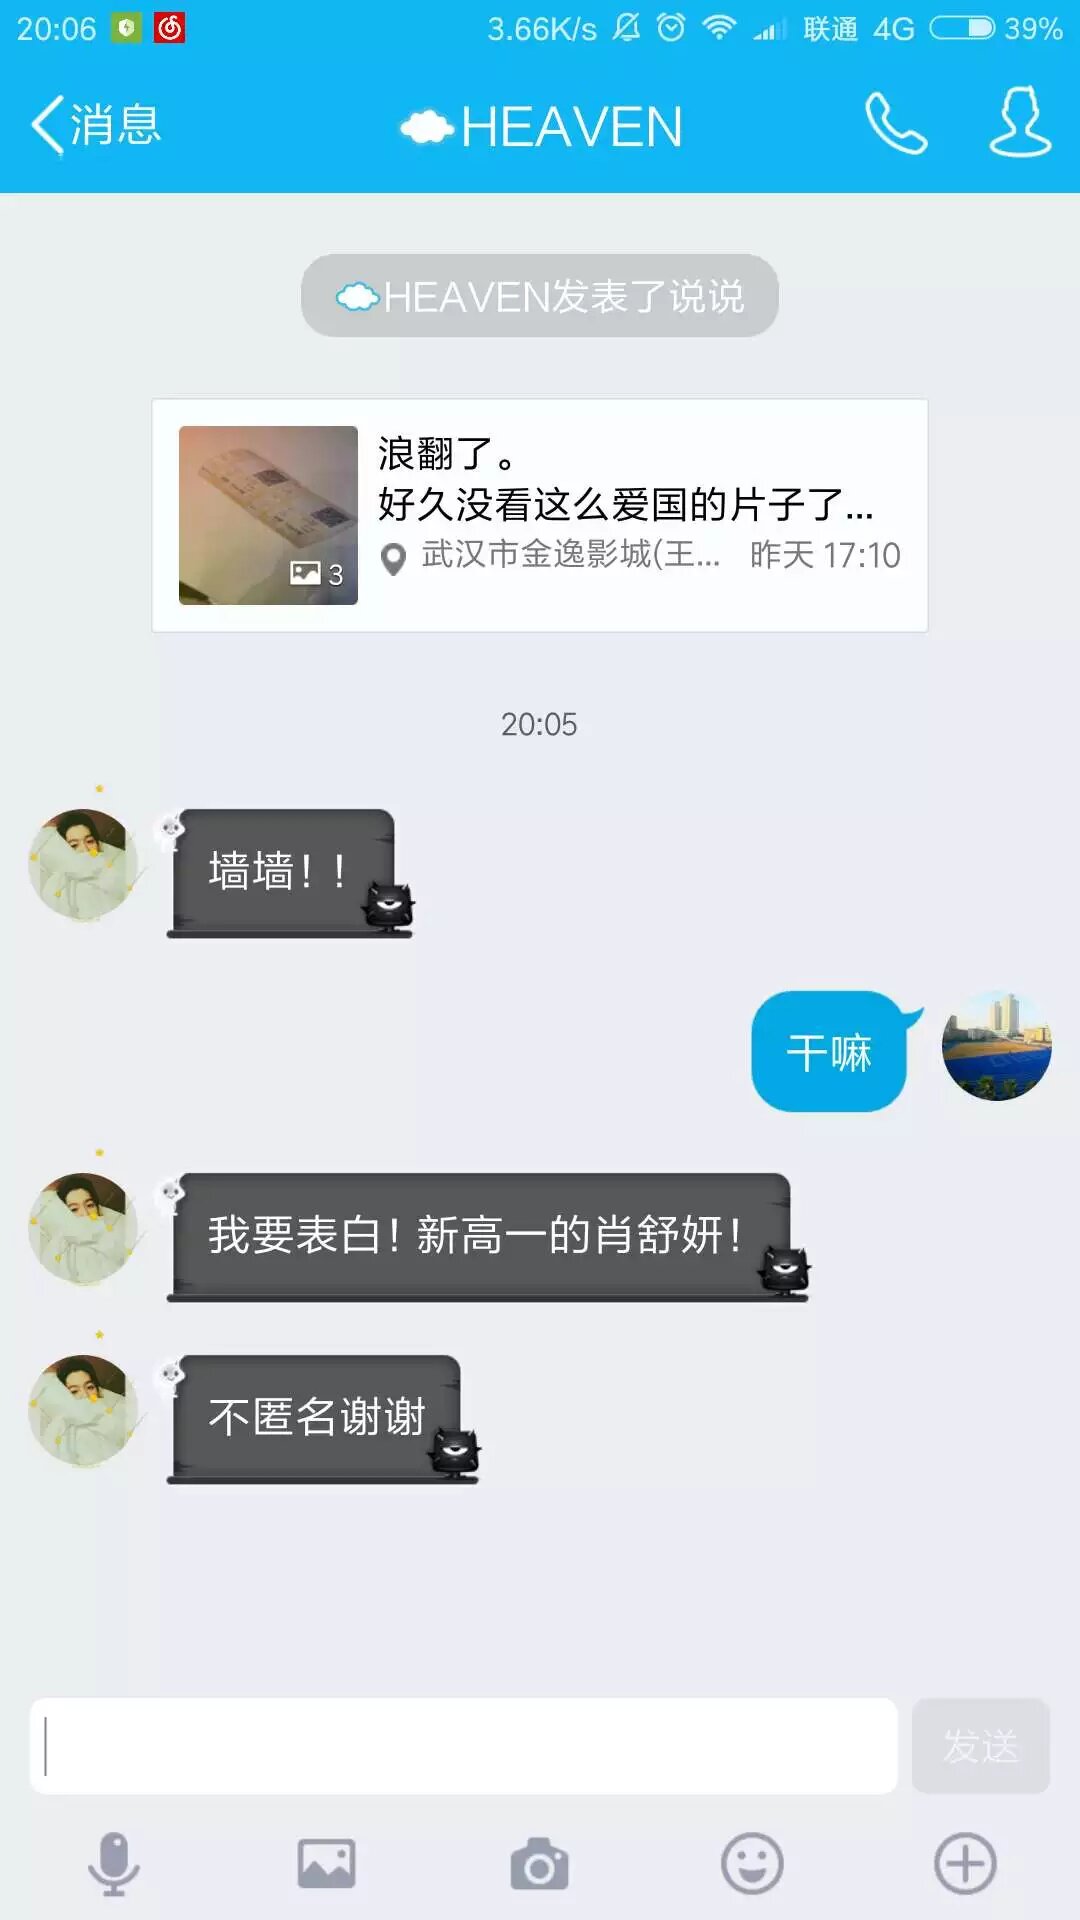 20:06 3.66K/s 联通 4G 39%
消息 HEAVEN
HEAVEN发表了说说
浪翻了。
好久没看这么爱国的片子了...
武汉市金逸影城(王... 昨天 17:10
3
20:05
墙墙！！
干嘛
我要表白！新高一的肖舒妍！
不匿名谢谢
发送